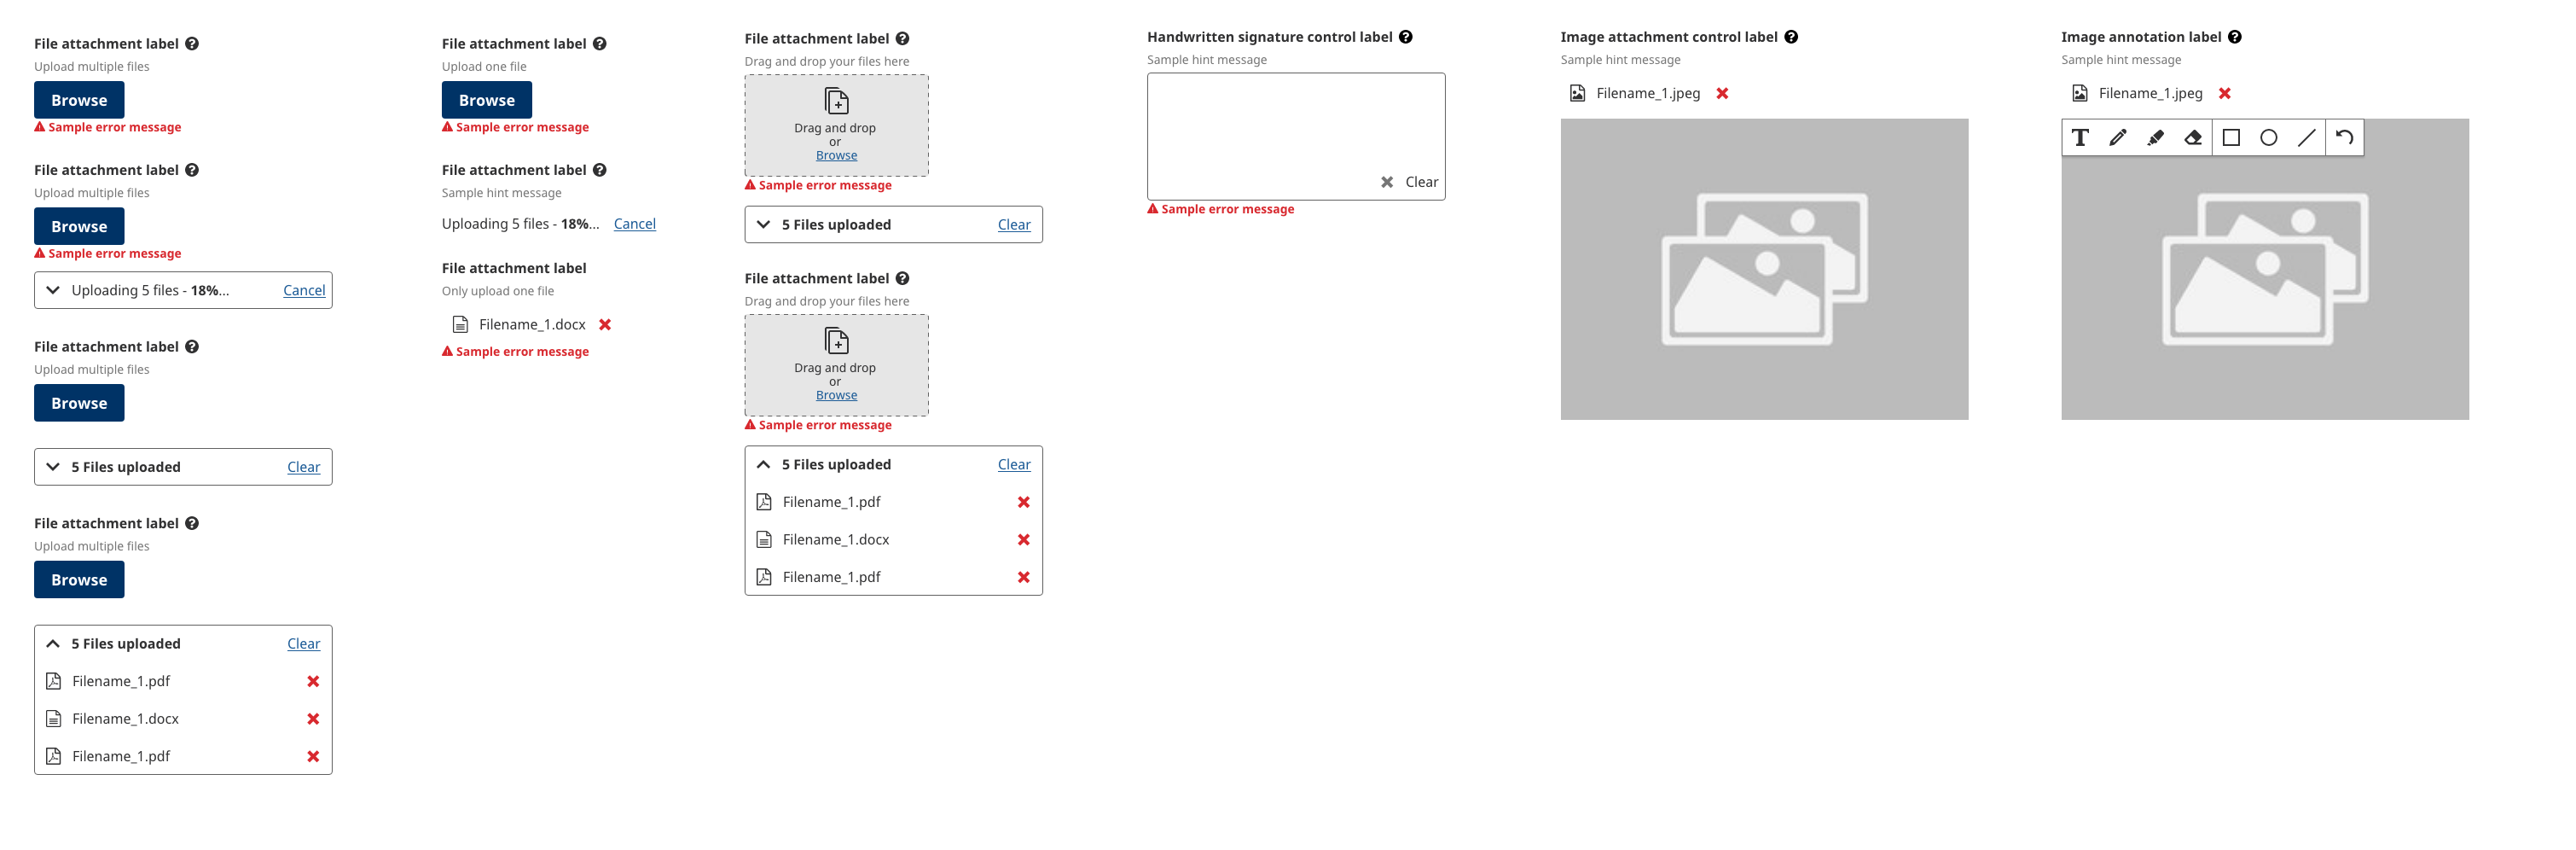 File attachment label
Upload multiple files
Browse
Sample error message
File attachment label
Upload multiple files
Browse
Sample error message
Uploading 5 files - 18%... Cancel
File attachment label
Upload multiple files
Browse
5 Files uploaded Clear
File attachment label
Upload multiple files
Browse
5 Files uploaded Clear
Filename_1.pdf
Filename_1.docx
Filename_1.pdf
File attachment label
Upload one file
Browse
Sample error message
File attachment label
Sample hint message
Uploading 5 files - 18%... Cancel
File attachment label
Only upload one file
Filename_1.docx
Sample error message
File attachment label
Drag and drop your files here
Drag and drop
or
Browse
Sample error message
5 Files uploaded Clear
File attachment label
Drag and drop your files here
Drag and drop
or
Browse
Sample error message
5 Files uploaded Clear
Filename_1.pdf
Filename_1.docx
Filename_1.pdf
Handwritten signature control label
Sample hint message
Clear
Sample error message
Image attachment control label
Sample hint message
Filename_1.jpeg
Image annotation label
Sample hint message
Filename_1.jpeg
T